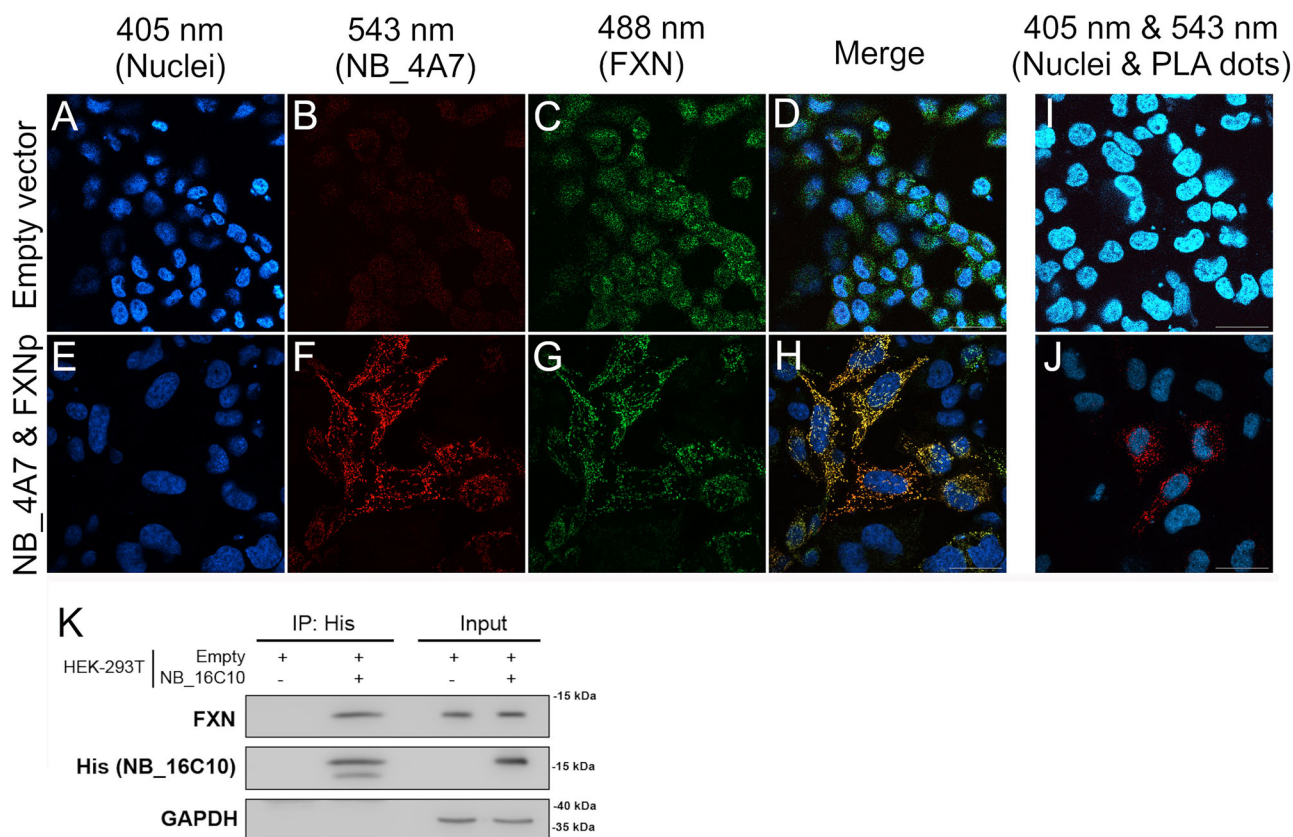 405 nm
(Nuclei)
543 nm
(NB_4A7)
488 nm
(FXN)
Merge
405 nm & 543 nm
(Nuclei & PLA dots)
Empty vector
A
B
C
D
I
NB_4A7 & FXNp
E
F
G
H
J
K
IP: His
Input
HEK-293T
Empty + + + +
NB_16C10 - + - +
-15 kDa
FXN
His (NB_16C10)
-15 kDa
GAPDH
-40 kDa
-35 kDa